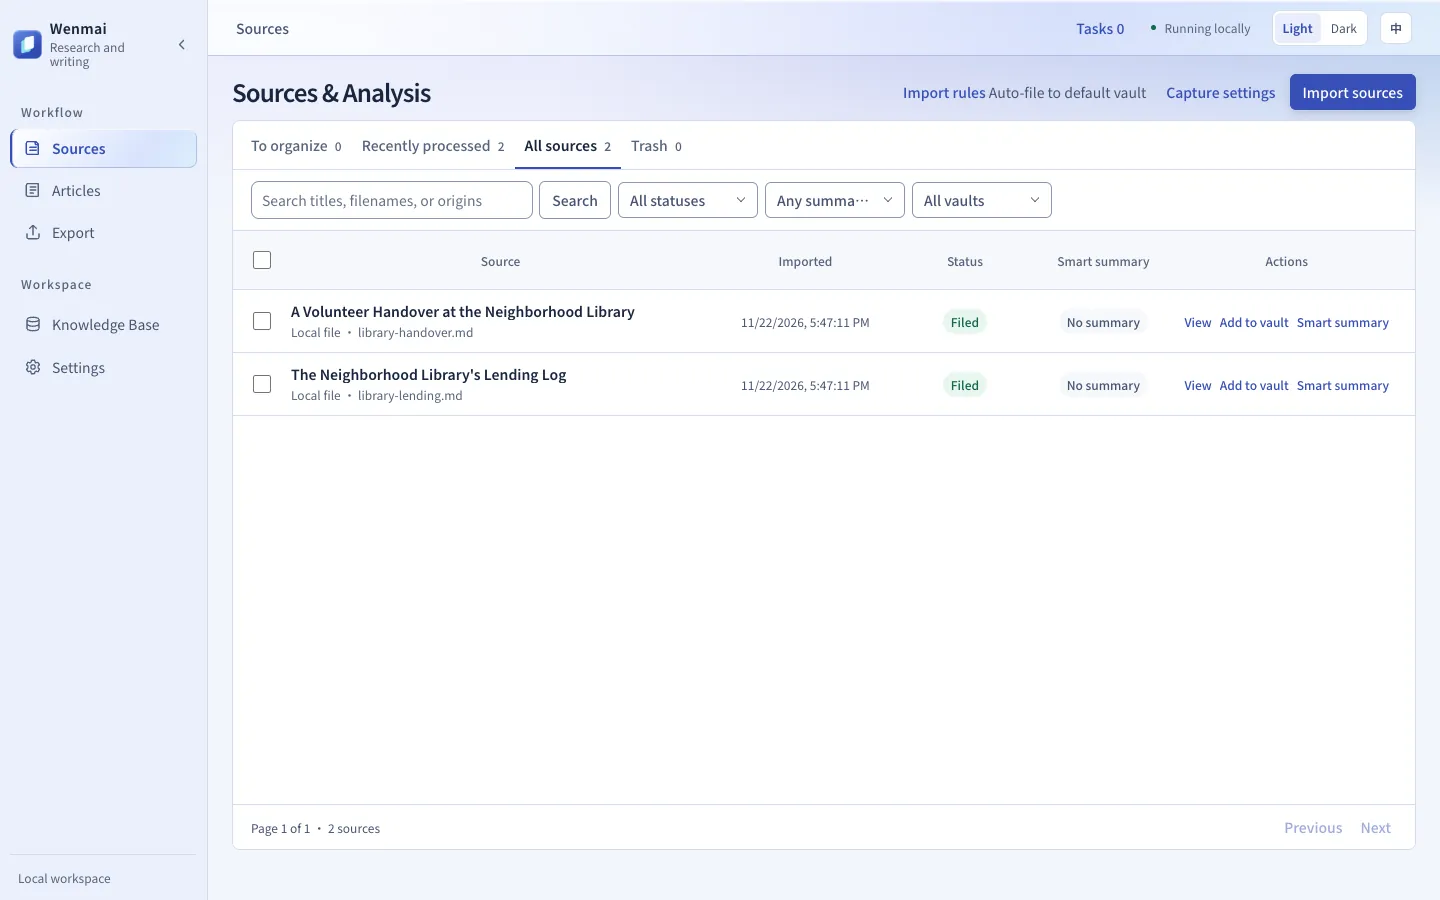 Wenmai
Research and
writing
Workflow
Sources
Articles
Export
Workspace
Knowledge Base
Settings
Local workspace
Sources
Tasks 0
Running locally
Light
Dark
中
Sources & Analysis
Import rules Auto-file to default vault
Capture settings
Import sources
To organize 0
Recently processed 2
All sources 2
Trash 0
Search titles, filenames, or origins
Search
All statuses
Any summa···
All vaults
Source
Imported
Status
Smart summary
Actions
A Volunteer Handover at the Neighborhood Library
Local file • library-handover.md
11/22/2026, 5:47:11 PM
Filed
No summary
View Add to vault Smart summary
The Neighborhood Library's Lending Log
Local file • library-lending.md
11/22/2026, 5:47:11 PM
Filed
No summary
View Add to vault Smart summary
Page 1 of 1 • 2 sources
Previous
Next